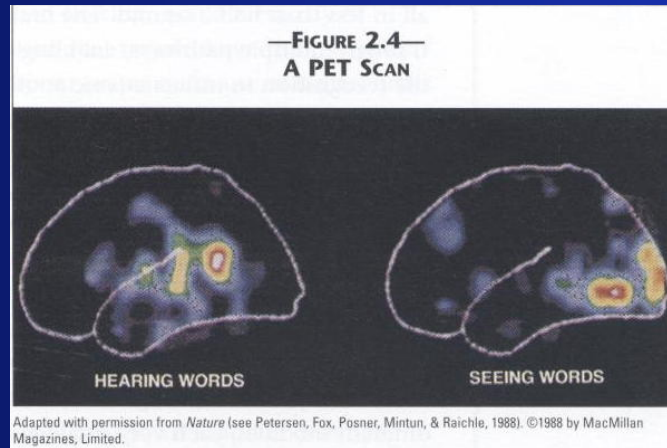 —FIGURE 2.4—
A PET SCAN
HEARING WORDS
SEEING WORDS
Adapted with permission from Nature (see Petersen, Fox, Posner, Mintun, & Raichle, 1988). ©1988 by MacMillan
Magazines, Limited.